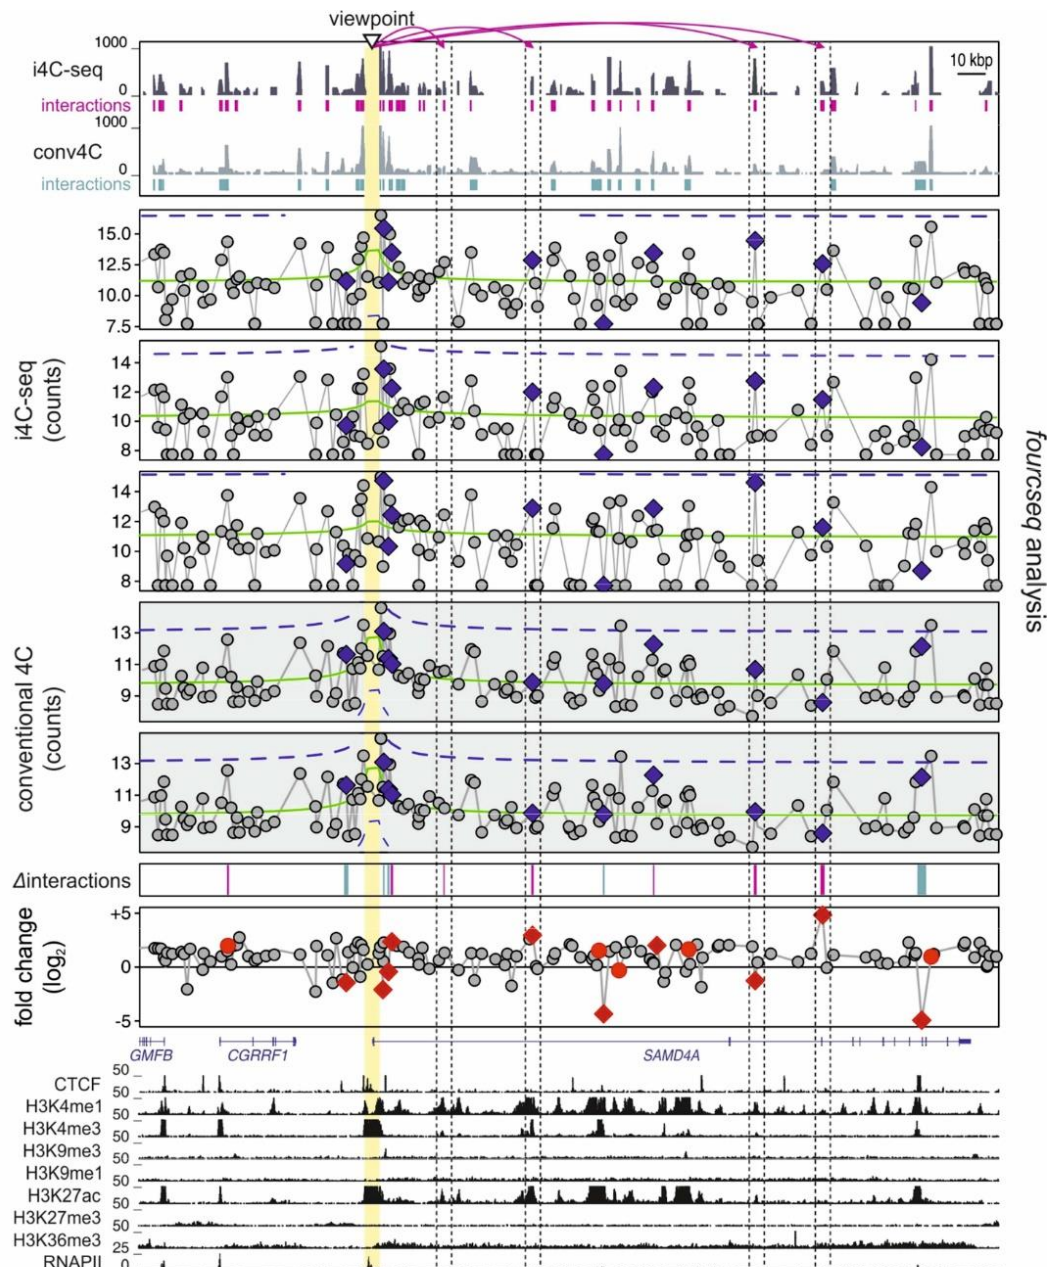 viewpoint
1000
i4C-seq
10 kbp
0
interactions
1000
conv4C
0
interactions
15.0
12.5
10.0
7.5
14
12
10
8
i4C-seq
(counts)
14
12
10
8
fourcseq analysis
13
11
9
conventional 4C
(counts)
13
11
9
Δinteractions
+5
fold change
(log2)
0
-5
GMFB
CGRRF1
SAMD4A
50
CTCF
50
H3K4me1
50
H3K4me3
50
H3K9me3
50
H3K9me1
50
H3K27ac
50
H3K27me3
50
H3K36me3
25
RNAPII
0